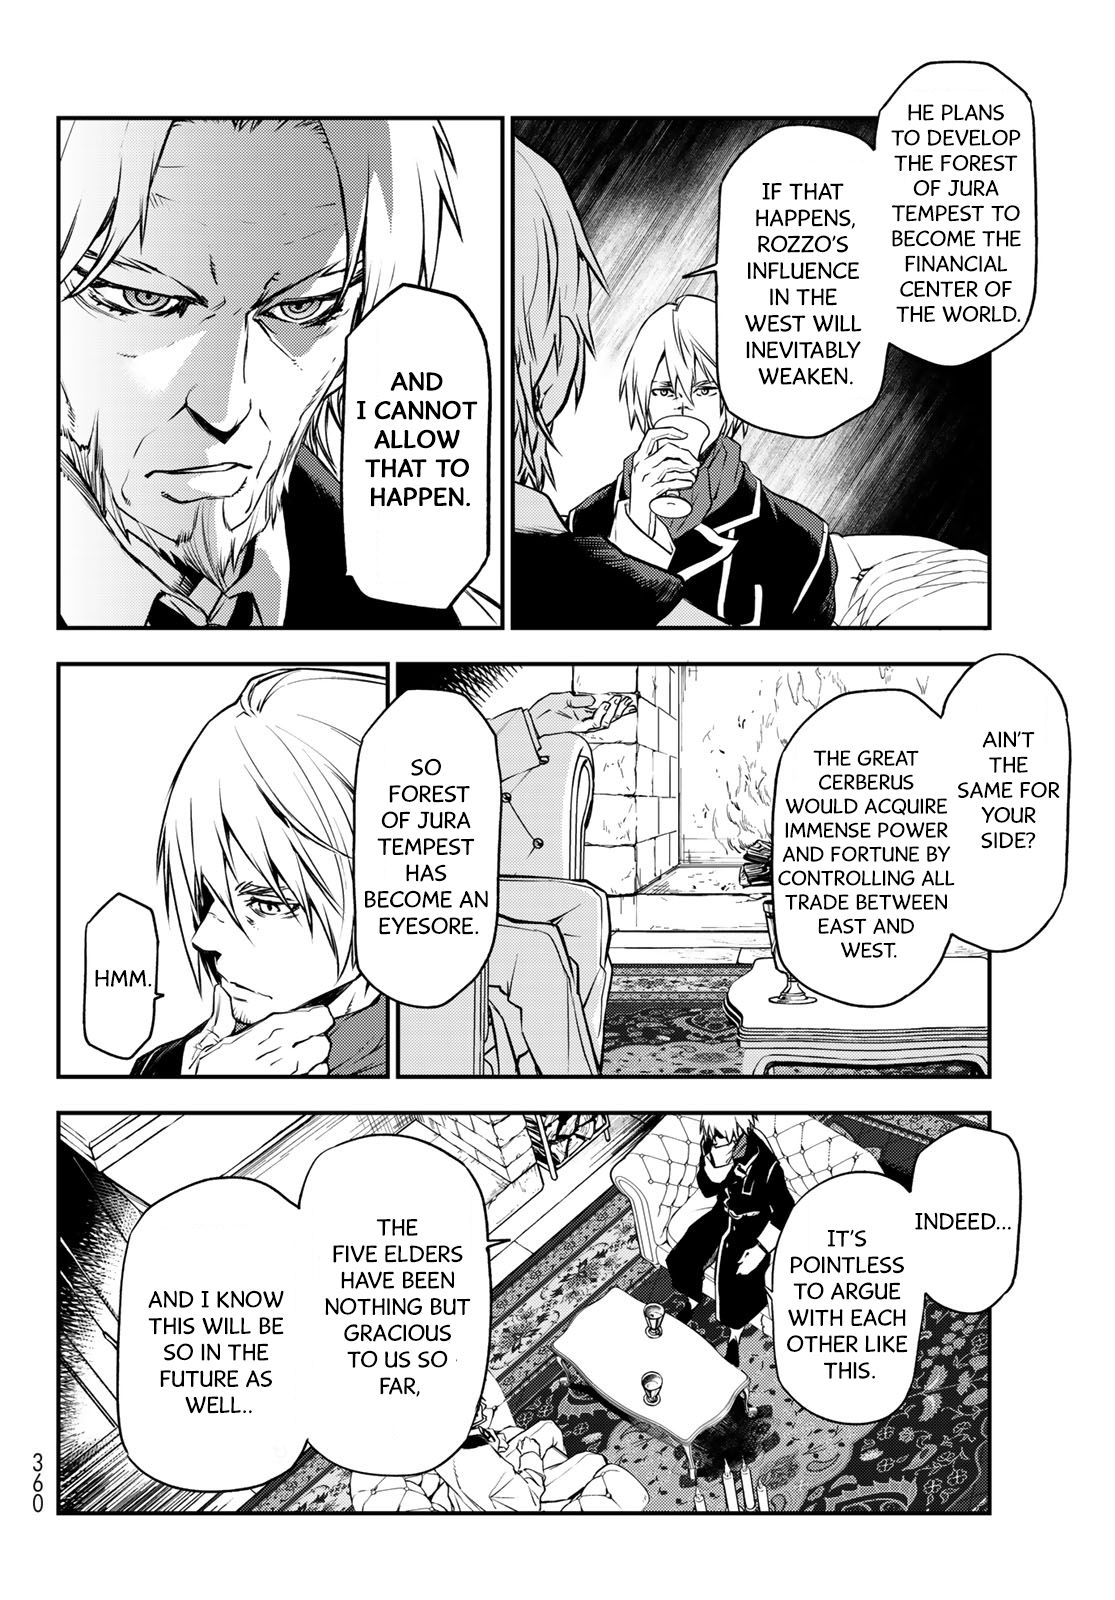 HE PLANS
TO DEVELOP
THE FOREST
OF JURA
TEMPEST TO
BECOME THE
FINANCIAL
CENTER OF
THE WORLD.
IF THAT
HAPPENS,
ROZZO'S
INFLUENCE
IN THE
WEST WILL
INEVITABLY
WEAKEN.
AND
I CANNOT
ALLOW
THAT TO
HAPPEN.
AIN'T
THE
SAME FOR
YOUR
SIDE?
THE GREAT
CERBERUS
WOULD ACQUIRE
IMMENSE POWER
AND FORTUNE BY
CONTROLLING ALL
TRADE BETWEEN
EAST AND
WEST.
SO
FOREST
OF JURA
TEMPEST
HAS
BECOME AN
EYESORE.
HMM.
INDEED...
IT'S
POINTLESS
TO ARGUE
WITH EACH
OTHER LIKE
THIS.
THE
FIVE ELDERS
HAVE BEEN
NOTHING BUT
GRACIOUS
TO US SO
FAR,
AND I KNOW
THIS WILL BE
SO IN THE
FUTURE AS
WELL..
360